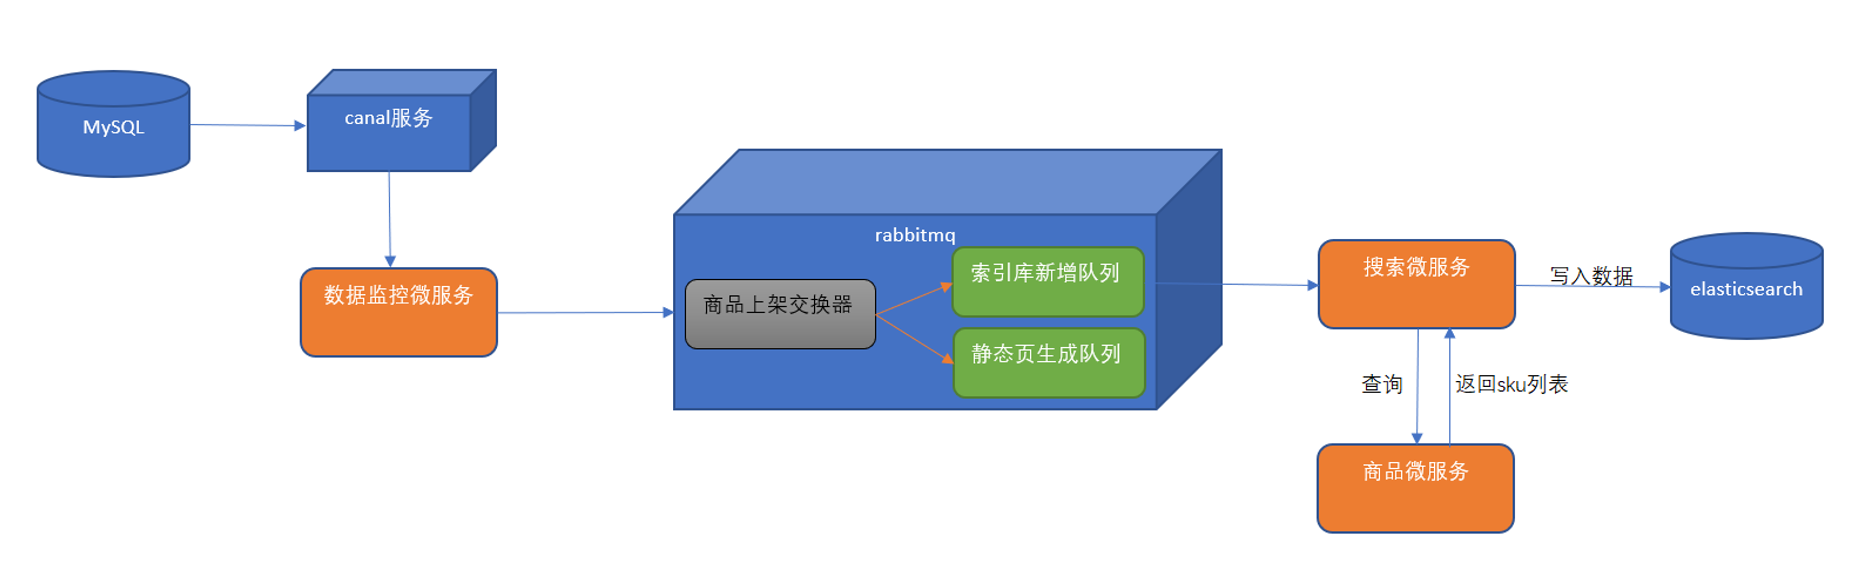 MySQL
canal服务
数据监控微服务
rabbitmq
商品上架交换器
索引库新增队列
静态页生成队列
搜索微服务
写入数据
elasticsearch
查询
返回sku列表
商品微服务